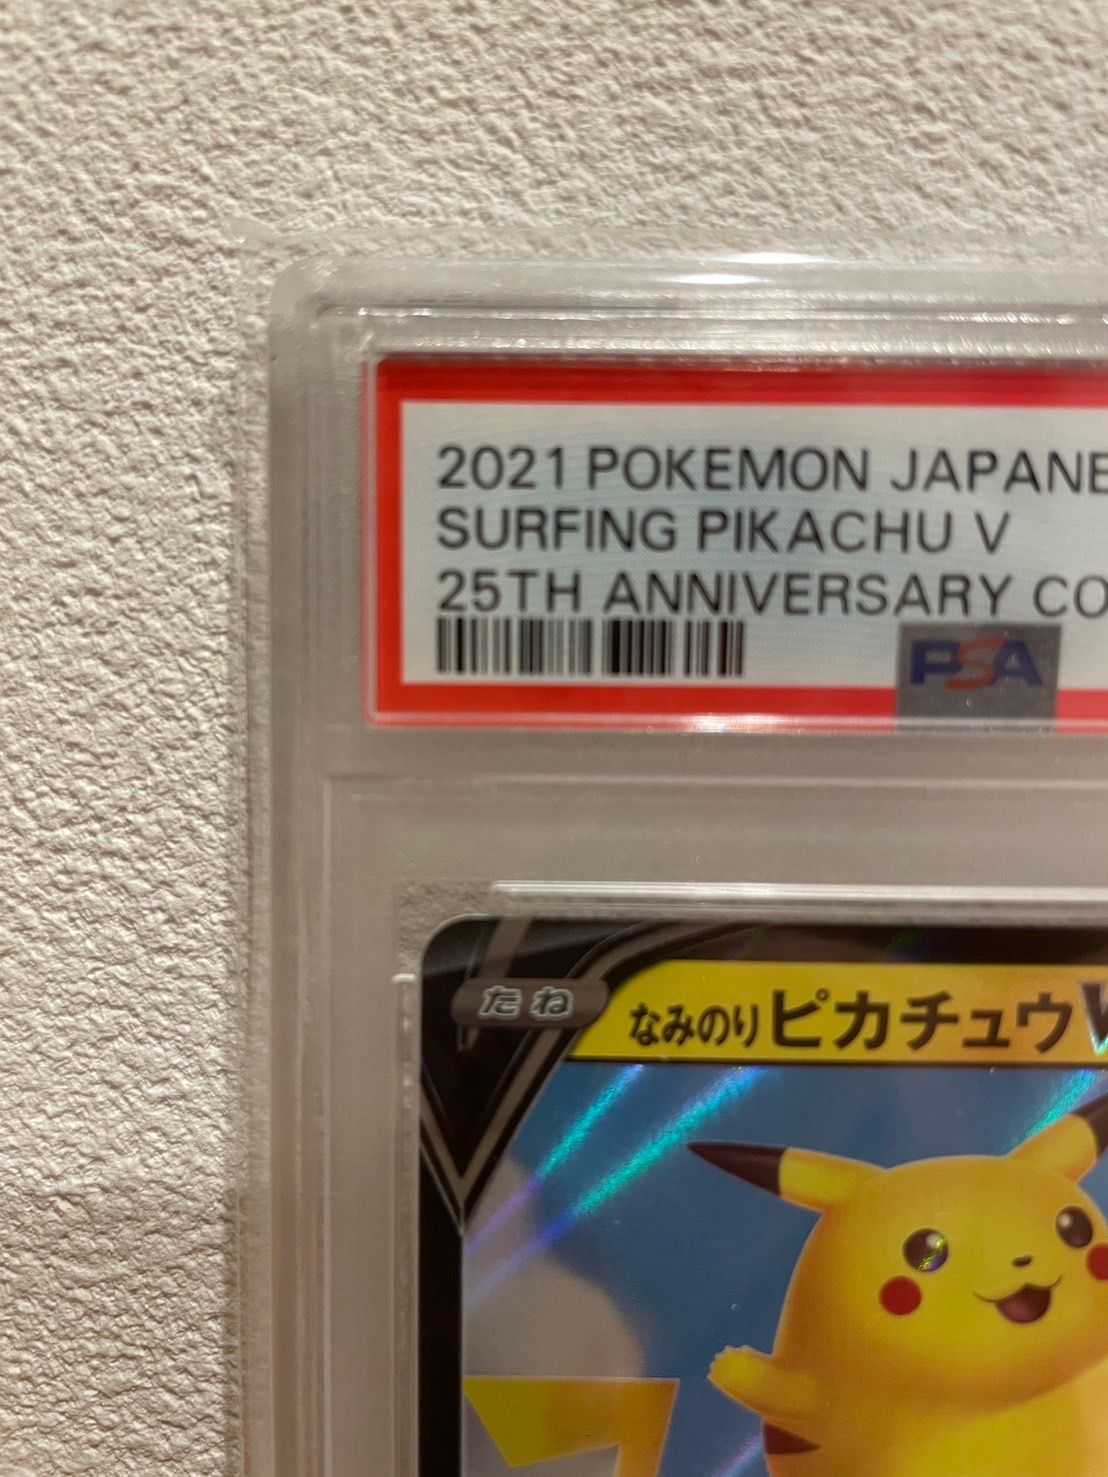 2021 POKEMON JAPANE
SURFING PIKACHU V
25TH ANNIVERSARY CO
PSA
たね
なみのりピカチュウV